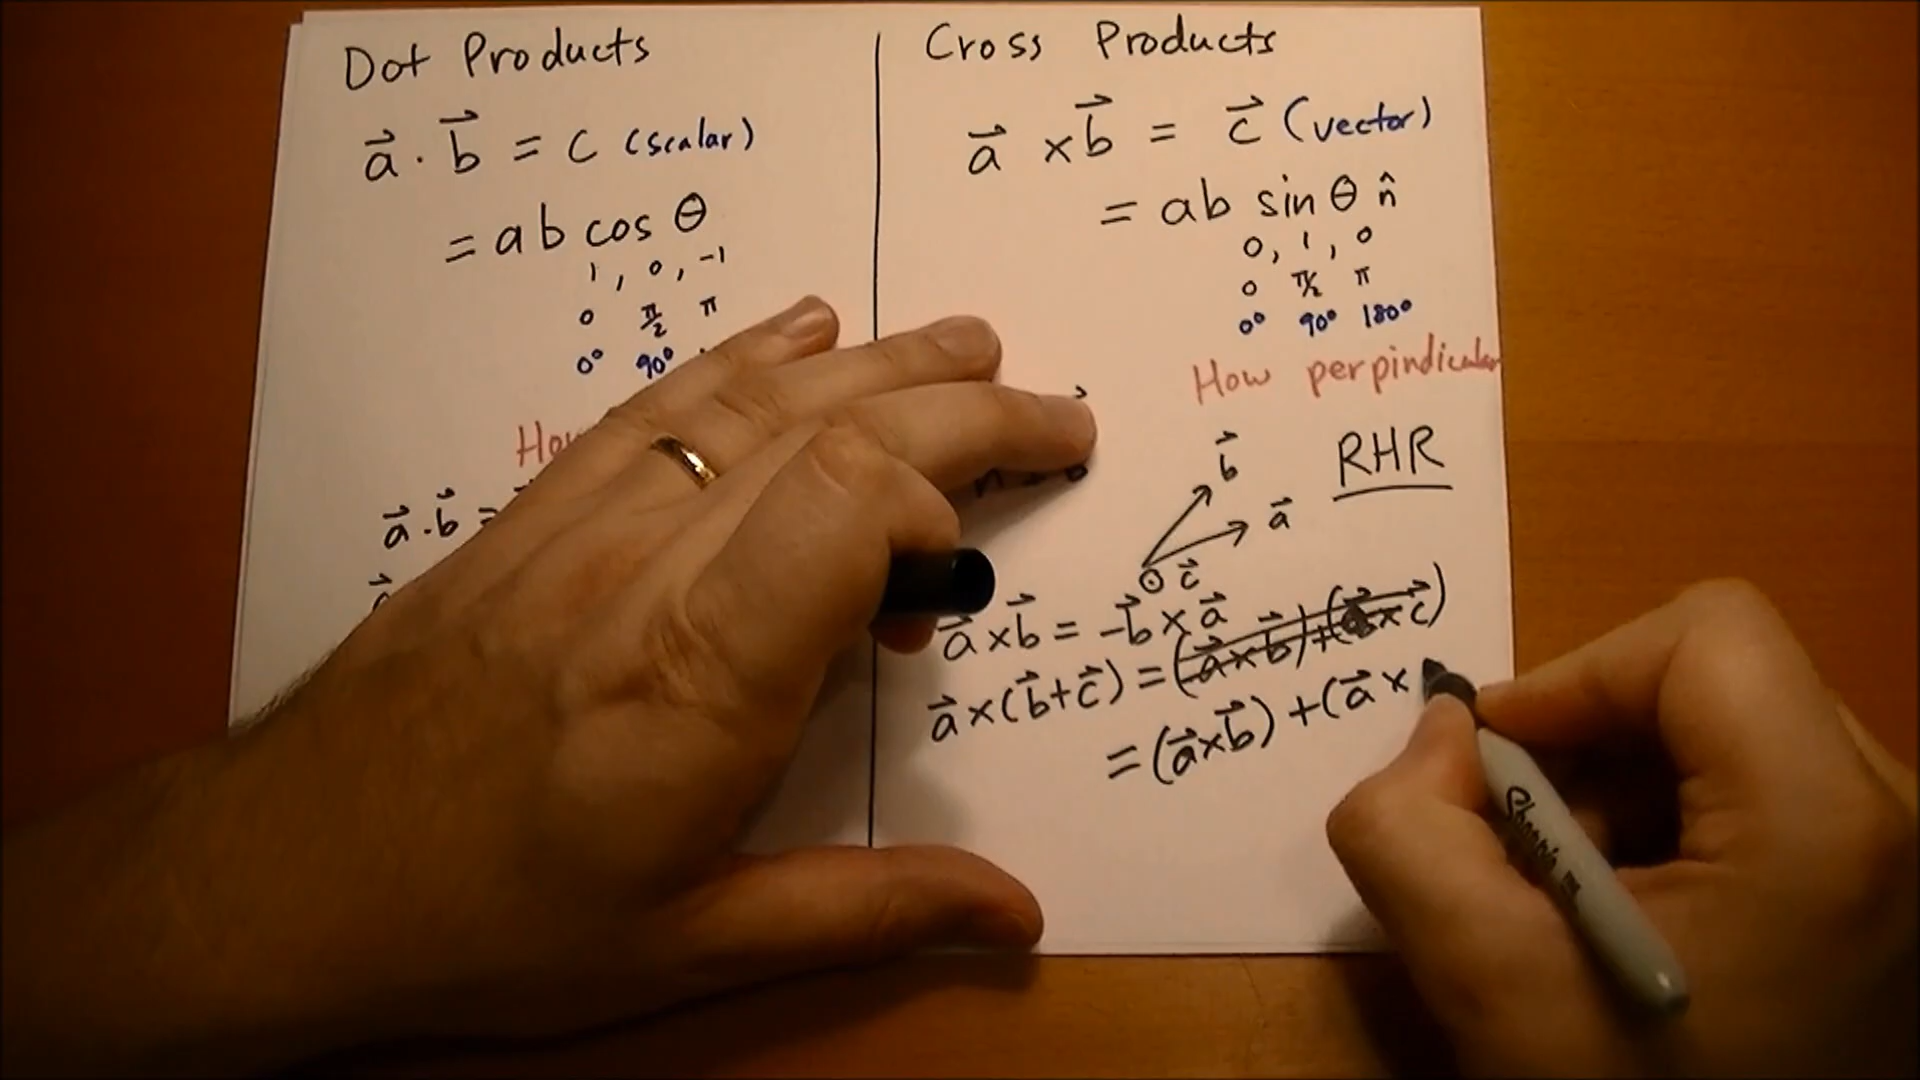 Dot Products
a⃗ · b⃗ = c (scalar)
= ab cos θ
1, 0, -1
0 π/2 π
0° 90°
a⃗ · b⃗ =
Cross Products
a⃗ × b⃗ = c⃗ (vector)
= ab sin θ n̂
0, 1, 0
0 π/2 π
0° 90° 180°
How perpindicular
RHR
b⃗
a⃗
c⃗
a⃗ × b⃗ = -b⃗ × a⃗
a⃗ × (b⃗ + c⃗) = (a⃗ × b⃗) + ( × c⃗)
= (a⃗ × b⃗) + (a⃗ ×
Sharpie